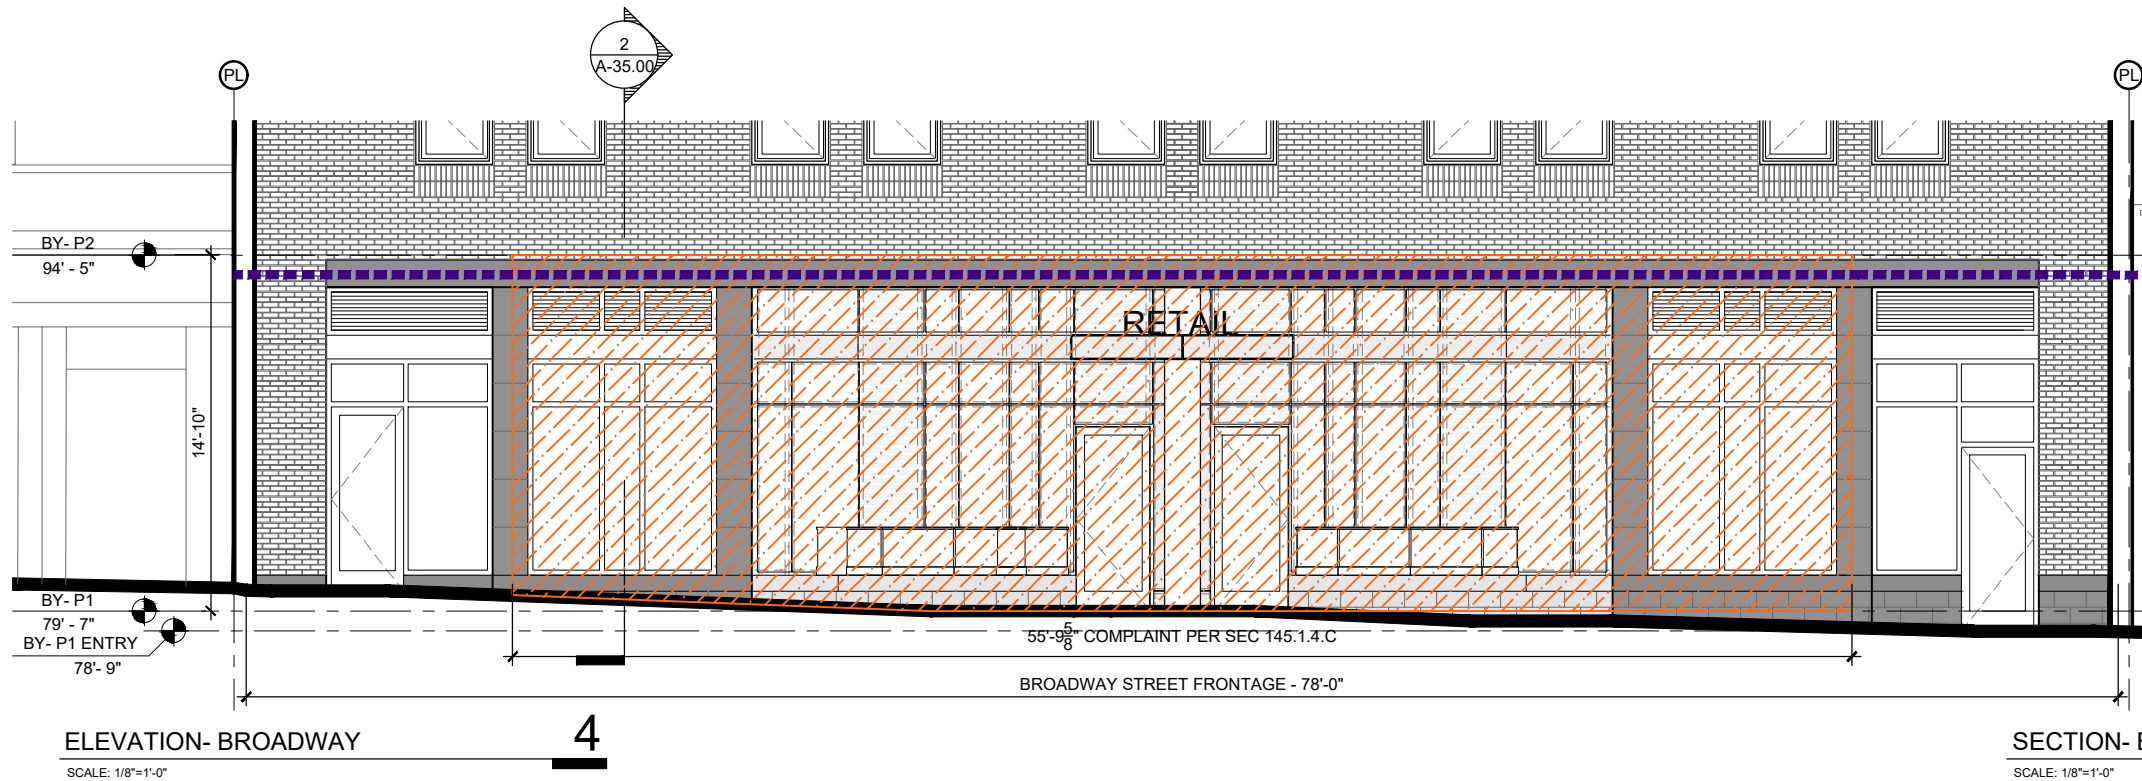 2
A-35.00
PL
PL
BY- P2
94' - 5"
RETAIL
14'-10"
BY- P1
79' - 7"
BY- P1 ENTRY
78'- 9"
55'-9 5/8" COMPLAINT PER SEC 145.1.4.C
BROADWAY STREET FRONTAGE - 78'-0"
ELEVATION- BROADWAY
4
SCALE: 1/8"=1'-0"
SECTION-
SCALE: 1/8"=1'-0"